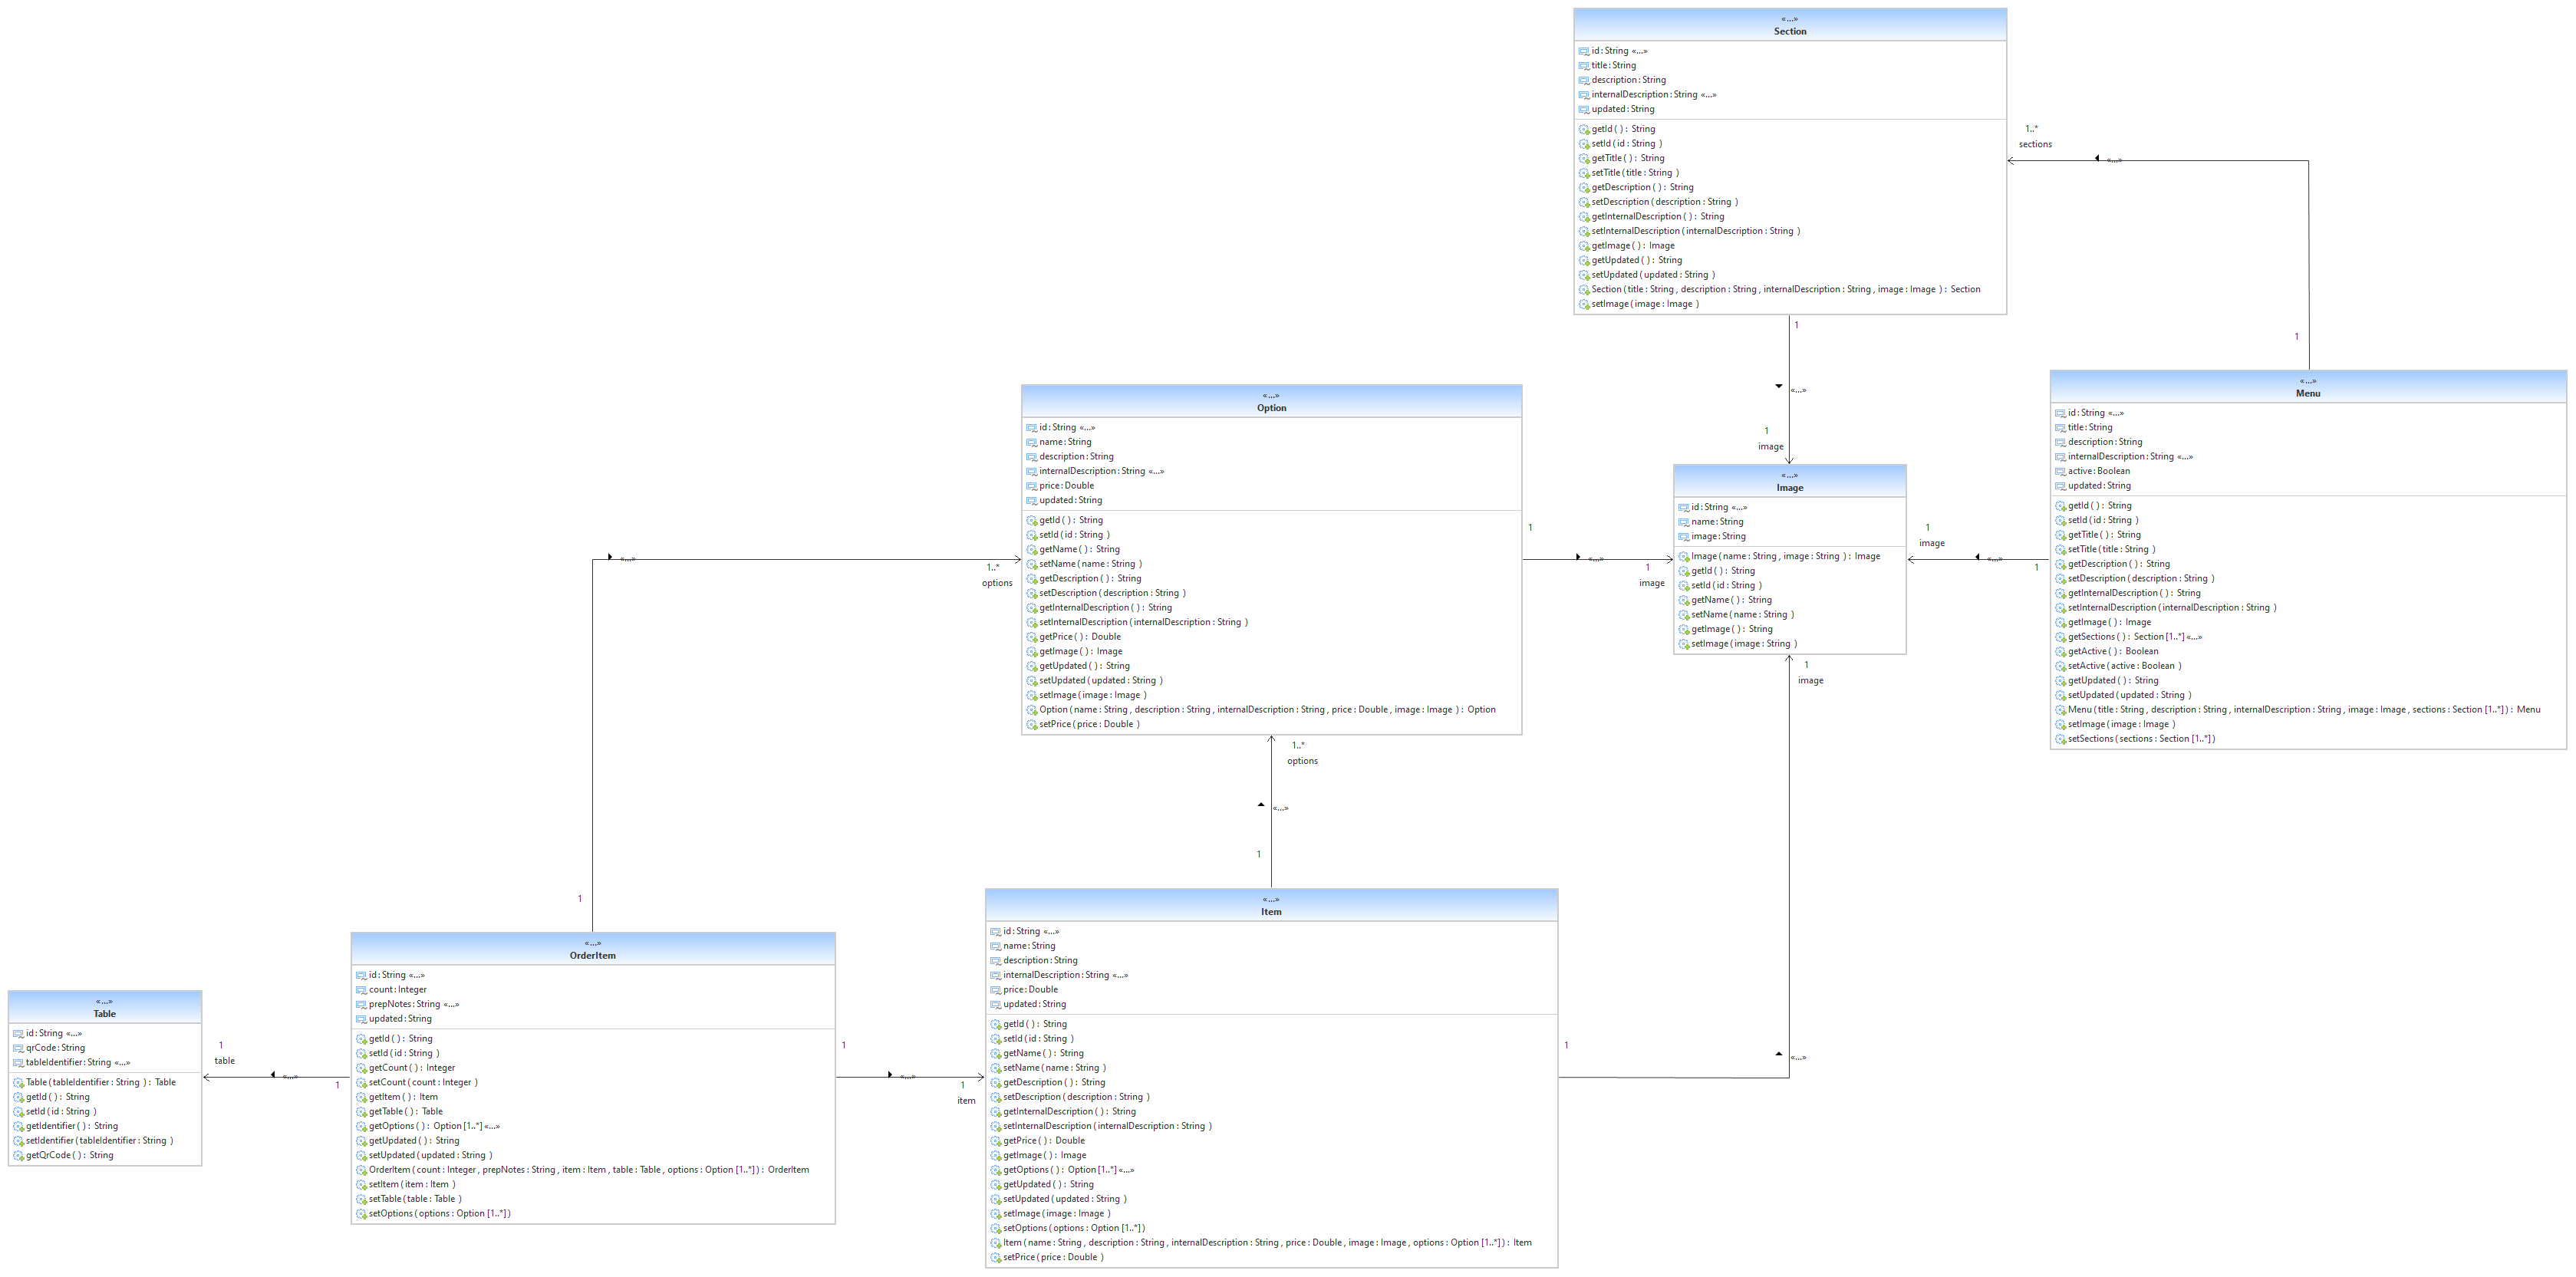 «...»
Section
id : String «...»
title : String
description : String
internalDescription : String «...»
updated : String
getId ( ) : String
setId ( id : String )
getTitle ( ) : String
setTitle ( title : String )
getDescription ( ) : String
setDescription ( description : String )
getInternalDescription ( ) : String
setInternalDescription ( internalDescription : String )
getImage ( ) : Image
getUpdated ( ) : String
setUpdated ( updated : String )
Section ( title : String , description : String , internalDescription : String , image : Image ) : Section
setImage ( image : Image )
1..*
sections
«...»
1
1
«...»
1
image
«...»
Option
id : String «...»
name : String
description : String
internalDescription : String «...»
price : Double
updated : String
getId ( ) : String
setId ( id : String )
getName ( ) : String
setName ( name : String )
getDescription ( ) : String
setDescription ( description : String )
getInternalDescription ( ) : String
setInternalDescription ( internalDescription : String )
getPrice ( ) : Double
getImage ( ) : Image
getUpdated ( ) : String
setUpdated ( updated : String )
setImage ( image : Image )
Option ( name : String , description : String , internalDescription : String , price : Double , image : Image ) : Option
setPrice ( price : Double )
1
«...»
1
image
«...»
Image
id : String «...»
name : String
image : String
Image ( name : String , image : String ) : Image
getId ( ) : String
setId ( id : String )
getName ( ) : String
setName ( name : String )
getImage ( ) : String
setImage ( image : String )
1
image
«...»
1
«...»
Menu
id : String «...»
title : String
description : String
internalDescription : String «...»
active : Boolean
updated : String
getId ( ) : String
setId ( id : String )
getTitle ( ) : String
setTitle ( title : String )
getDescription ( ) : String
setDescription ( description : String )
getInternalDescription ( ) : String
setInternalDescription ( internalDescription : String )
getImage ( ) : Image
getSections ( ) : Section [1..*] «...»
getActive ( ) : Boolean
setActive ( active : Boolean )
getUpdated ( ) : String
setUpdated ( updated : String )
Menu ( title : String , description : String , internalDescription : String , image : Image , sections : Section [1..*] ) : Menu
setImage ( image : Image )
setSections ( sections : Section [1..*] )
«...»
1..*
options
1
1..*
options
«...»
1
1
image
«...»
1
«...»
Table
id : String «...»
qrCode : String
tableIdentifier : String «...»
Table ( tableIdentifier : String ) : Table
getId ( ) : String
setId ( id : String )
getIdentifier ( ) : String
setIdentifier ( tableIdentifier : String )
getQrCode ( ) : String
1
table
«...»
1
«...»
OrderItem
id : String «...»
count : Integer
prepNotes : String «...»
updated : String
getId ( ) : String
setId ( id : String )
getCount ( ) : Integer
setCount ( count : Integer )
getItem ( ) : Item
getTable ( ) : Table
getOptions ( ) : Option [1..*] «...»
getUpdated ( ) : String
setUpdated ( updated : String )
OrderItem ( count : Integer , prepNotes : String , item : Item , table : Table , options : Option [1..*] ) : OrderItem
setItem ( item : Item )
setTable ( table : Table )
setOptions ( options : Option [1..*] )
1
«...»
1
item
«...»
Item
id : String «...»
name : String
description : String
internalDescription : String «...»
price : Double
updated : String
getId ( ) : String
setId ( id : String )
getName ( ) : String
setName ( name : String )
getDescription ( ) : String
setDescription ( description : String )
getInternalDescription ( ) : String
setInternalDescription ( internalDescription : String )
getPrice ( ) : Double
getImage ( ) : Image
getOptions ( ) : Option [1..*] «...»
getUpdated ( ) : String
setUpdated ( updated : String )
setImage ( image : Image )
setOptions ( options : Option [1..*] )
Item ( name : String , description : String , internalDescription : String , price : Double , image : Image , options : Option [1..*] ) : Item
setPrice ( price : Double )